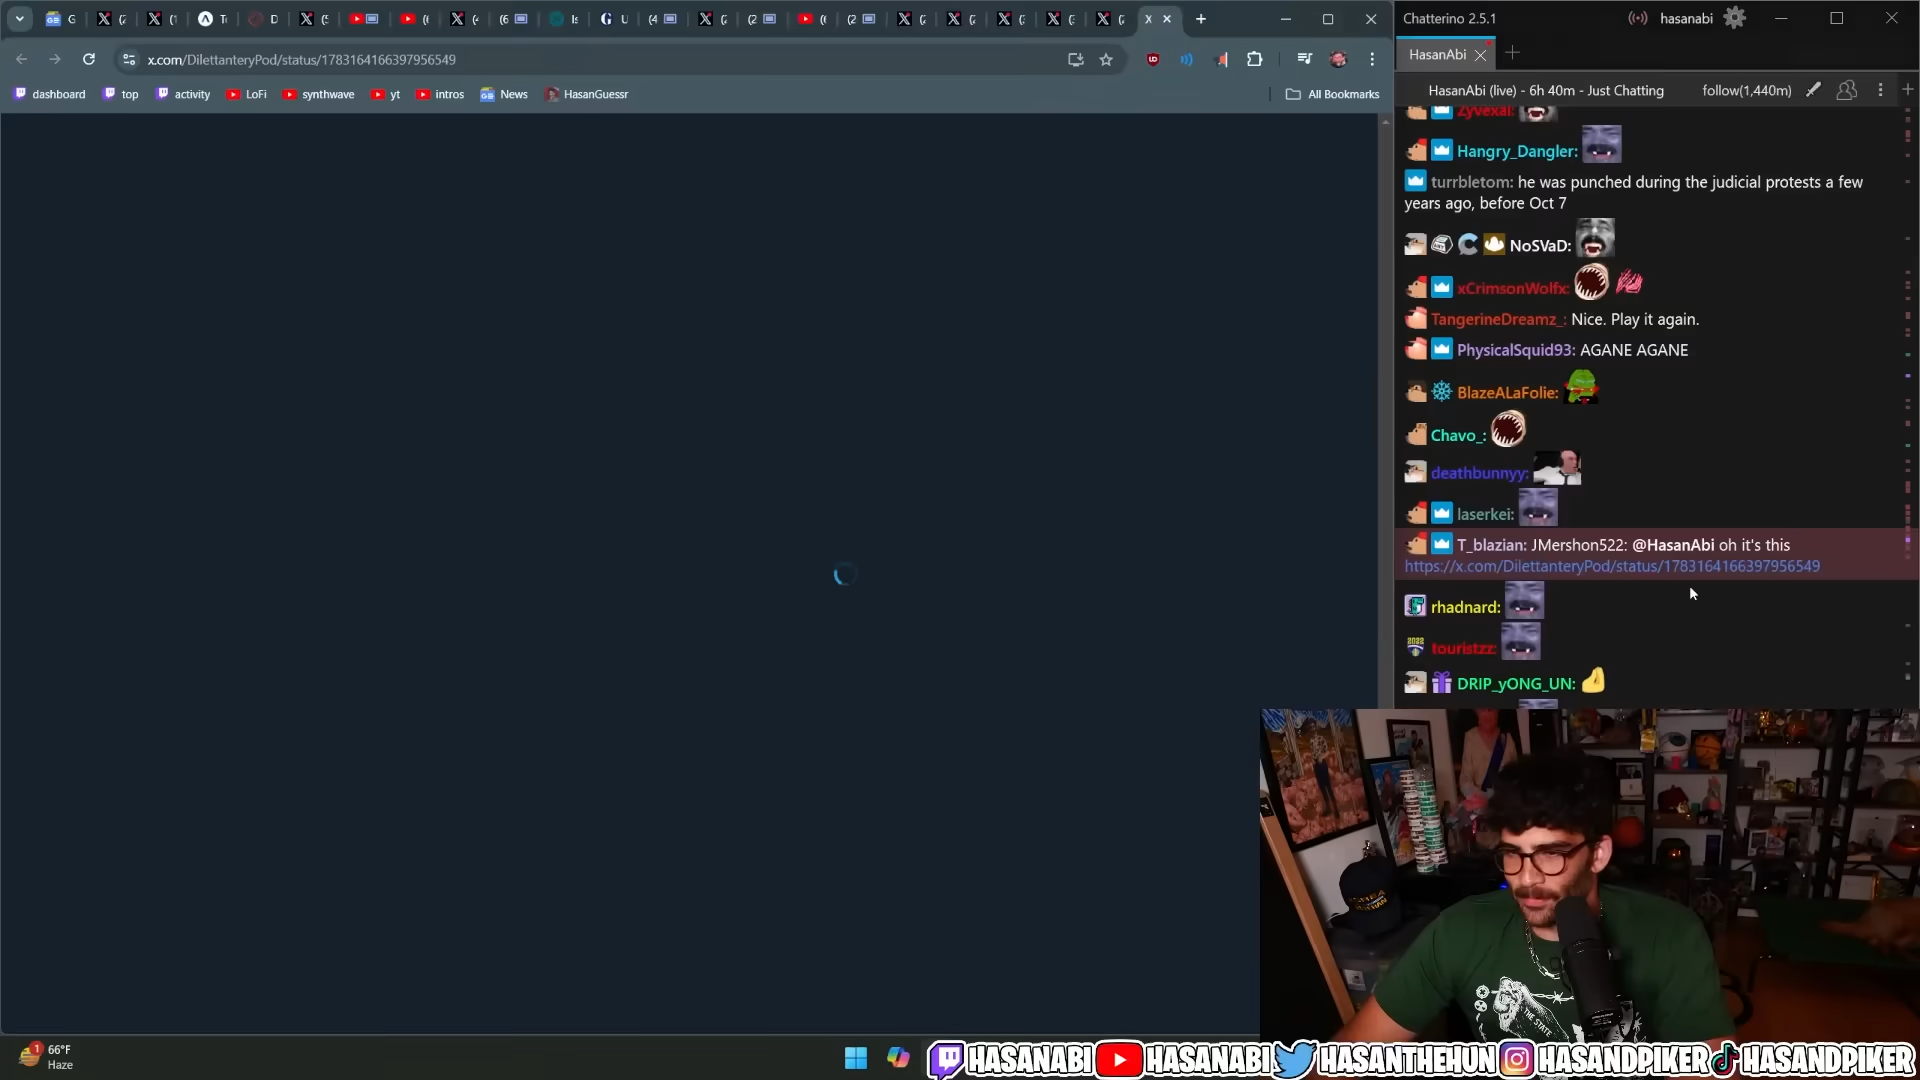 x.com/DilettanteryPod/status/1783164166397956549
dashboard
top
activity
LoFi
synthwave
yt
intros
News
HasanGuessr
All Bookmarks
Chatterino 2.5.1
hasanabi
HasanAbi
HasanAbi (live) - 6h 40m - Just Chatting
follow(1,440m)
Zyvexal:
Hangry_Dangler:
turrbletom: he was punched during the judicial protests a few
years ago, before Oct 7
NoSVaD:
xCrimsonWolfx:
TangerineDreamz_: Nice. Play it again.
PhysicalSquid93: AGANE AGANE
BlazeALaFolie:
Chavo_:
deathbunnyy:
laserkei:
T_blazian: JMershon522: @HasanAbi oh it's this
https://x.com/DilettanteryPod/status/1783164166397956549
rhadnard:
touristzz:
DRIP_yONG_UN:
THE STATE
1
66°F
Haze
HASANABI
HASANABI
HASANTHEHUN
HASANDPIKER
HASANDPIKER